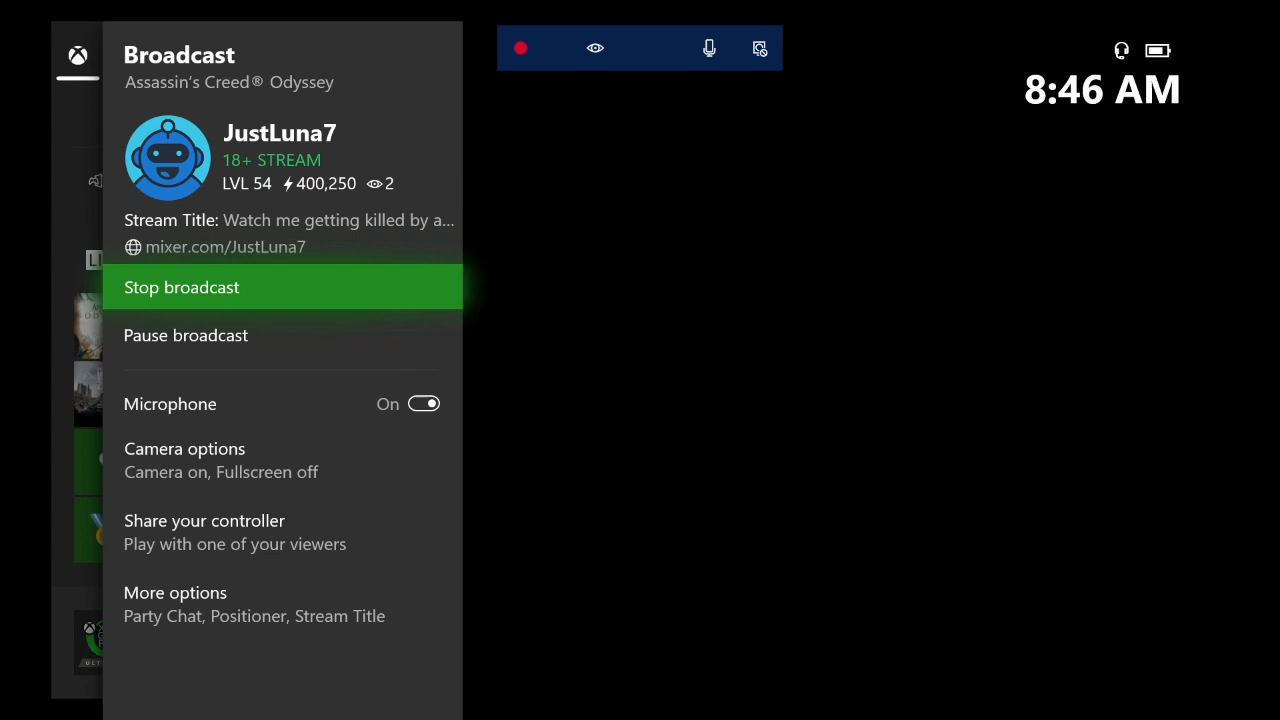 Broadcast
Assassin's Creed® Odyssey
JustLuna7
18+ STREAM
LVL 54 400,250 2
Stream Title: Watch me getting killed by a...
mixer.com/JustLuna7
Stop broadcast
Pause broadcast
Microphone On
Camera options
Camera on, Fullscreen off
Share your controller
Play with one of your viewers
More options
Party Chat, Positioner, Stream Title
8:46 AM